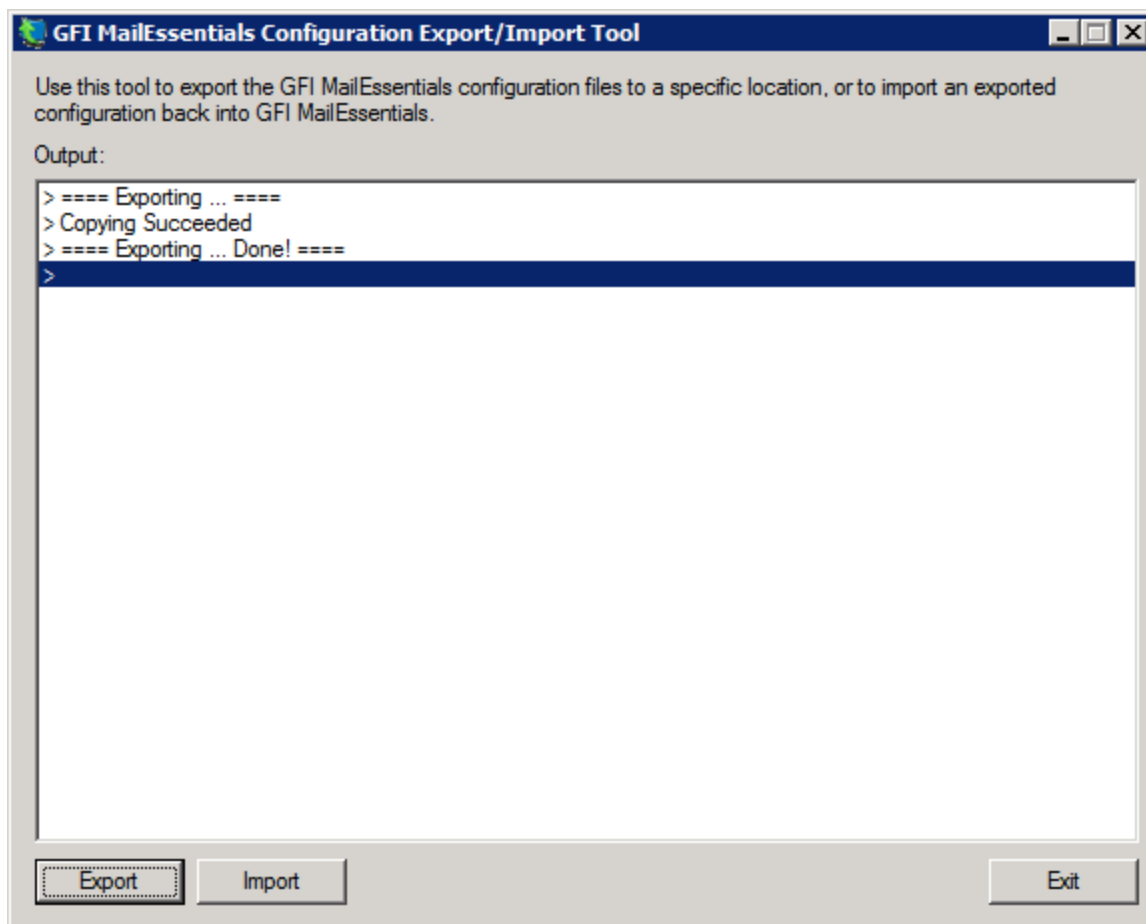 GFI MailEssentials Configuration Export/Import Tool
Use this tool to export the GFI MailEssentials configuration files to a specific location, or to import an exported
configuration back into GFI MailEssentials.
Output:
> ==== Exporting ... ====
> Copying Succeeded
> ==== Exporting ... Done! ====
>
Export Import Exit